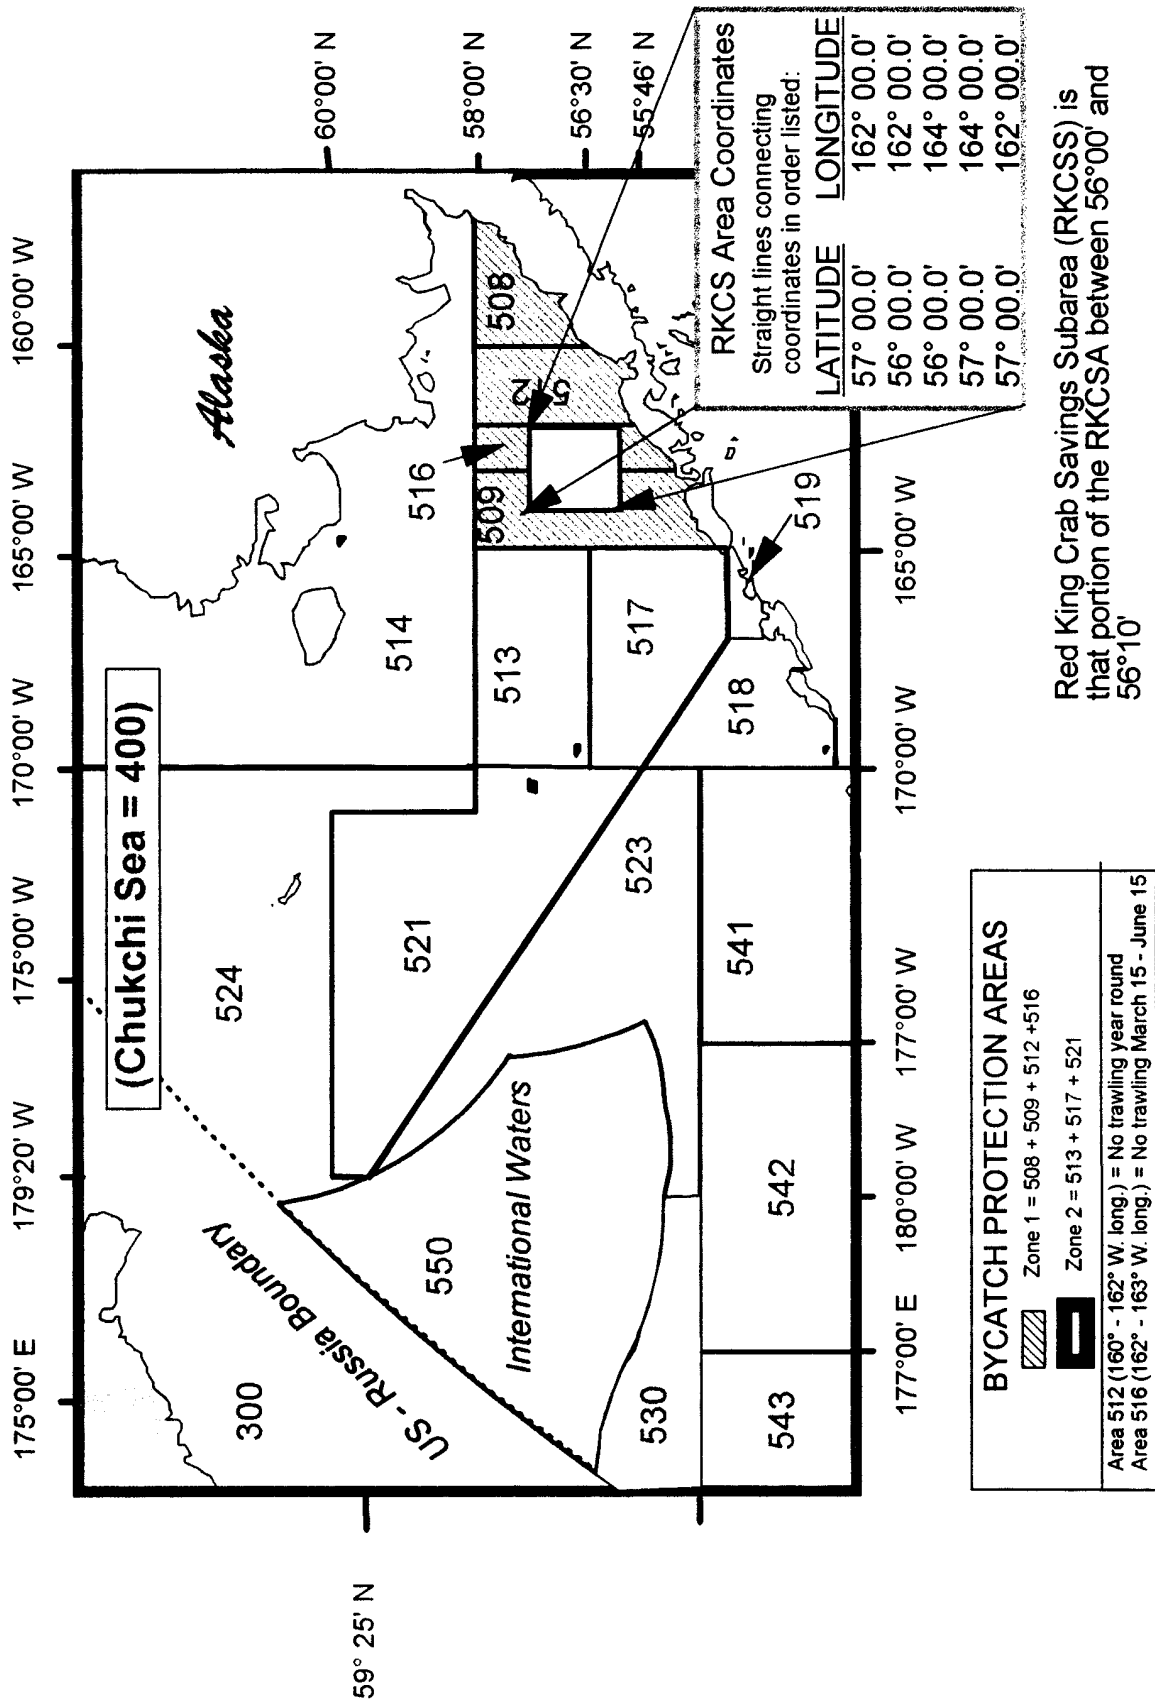 175°00' E
179°20' W
175°00' W
170°00' W
165°00' W
160°00' W
(Chukchi Sea = 400)
Alaska
60°00' N
58°00' N
56°30' N
55°46' N
59° 25' N
300
US - Russia Boundary
550
International Waters
530
543
542
541
524
521
523
514
513
517
518
519
516
509
512
508
177°00' E
180°00' W
177°00' W
170°00' W
165°00' W
RKCS Area Coordinates
Straight lines connecting
coordinates in order listed:
LATITUDE LONGITUDE
57° 00.0' 162° 00.0'
56° 00.0' 162° 00.0'
56° 00.0' 164° 00.0'
57° 00.0' 164° 00.0'
57° 00.0' 162° 00.0'
BYCATCH PROTECTION AREAS
Zone 1 = 508 + 509 + 512 +516
Zone 2 = 513 + 517 + 521
Area 512 (160° - 162° W. long.) = No trawling year round
Area 516 (162° - 163° W. long.) = No trawling March 15 - June 15
Red King Crab Savings Subarea (RKCSS) is
that portion of the RKCSA between 56°00' and
56°10'